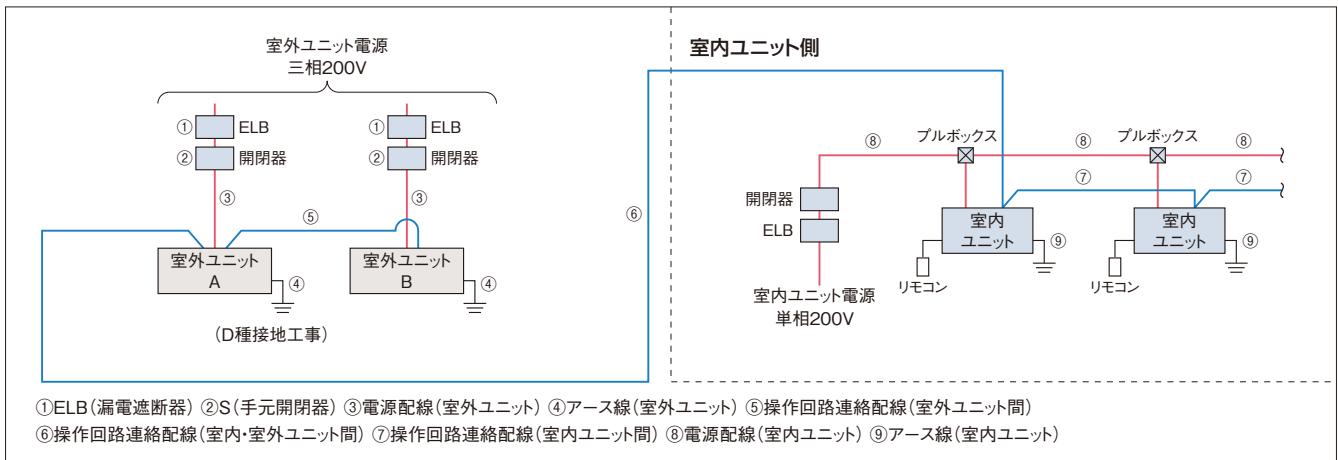 室外ユニット電源
三相200V
① ELB
② 開閉器
③
① ELB
② 開閉器
③
⑤
室外ユニット
A
④
室外ユニット
B
④
(D種接地工事)
⑥
室内ユニット側
⑧
プルボックス
⑧
プルボックス
⑧
⑦
⑦
開閉器
ELB
室内ユニット電源
単相200V
室内
ユニット
⑨
リモコン
室内
ユニット
⑨
リモコン
①ELB(漏電遮断器) ②S(手元開閉器) ③電源配線(室外ユニット) ④アース線(室外ユニット) ⑤操作回路連絡配線(室外ユニット間)
⑥操作回路連絡配線(室内・室外ユニット間) ⑦操作回路連絡配線(室内ユニット間) ⑧電源配線(室内ユニット) ⑨アース線(室内ユニット)